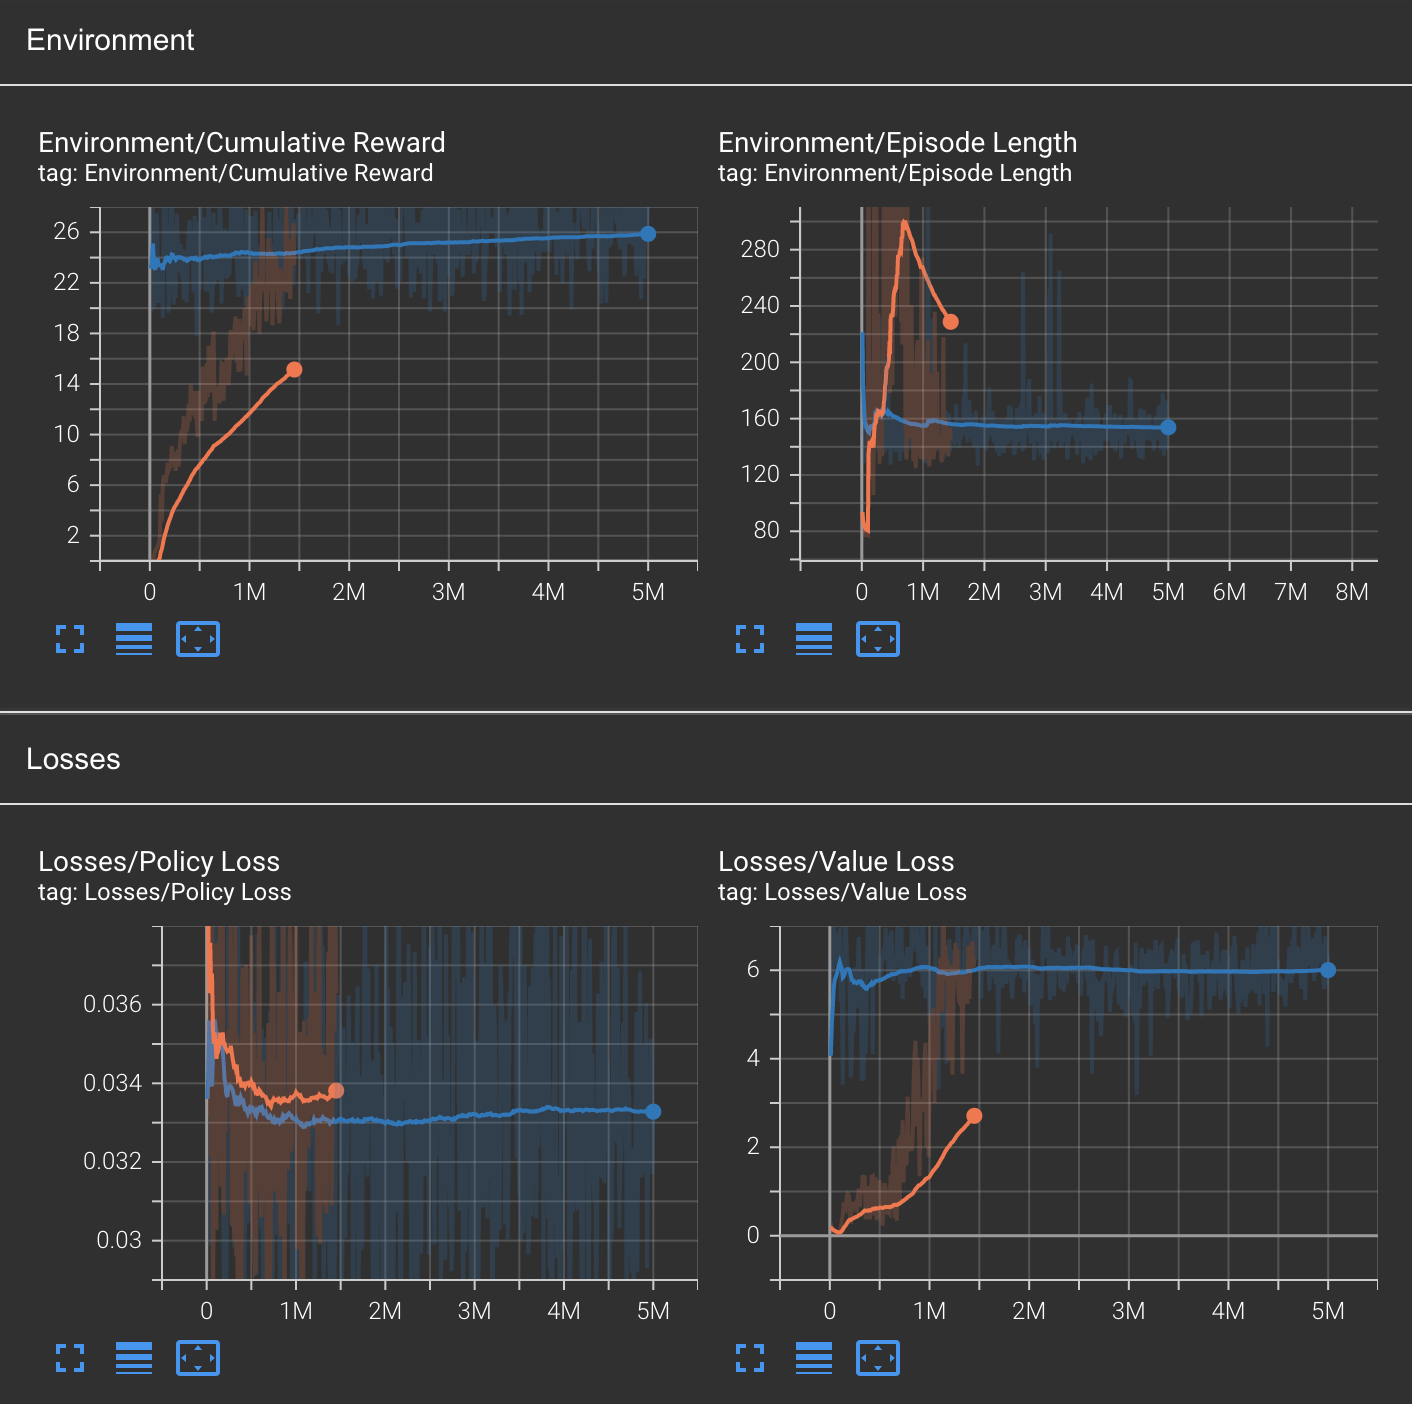 Environment
Environment/Cumulative Reward
tag: Environment/Cumulative Reward
26
22
18
14
10
6
2
0 1M 2M 3M 4M 5M
Environment/Episode Length
tag: Environment/Episode Length
280
240
200
160
120
80
0 1M 2M 3M 4M 5M 6M 7M 8M
Losses
Losses/Policy Loss
tag: Losses/Policy Loss
0.036
0.034
0.032
0.03
0 1M 2M 3M 4M 5M
Losses/Value Loss
tag: Losses/Value Loss
6
4
2
0
0 1M 2M 3M 4M 5M